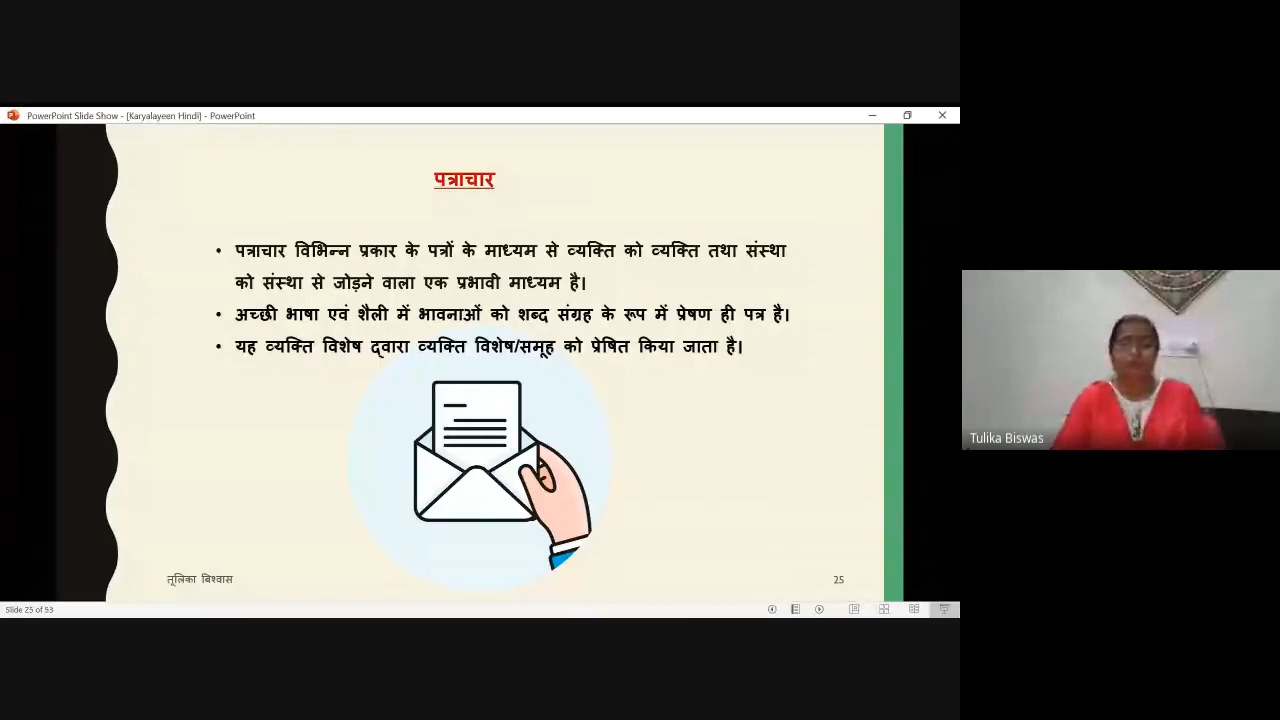 PowerPoint Slide Show - [Karyalayeen Hindi] - PowerPoint
पत्राचार
• पत्राचार विभिन्न प्रकार के पत्रों के माध्यम से व्यक्ति को व्यक्ति तथा संस्था
को संस्था से जोड़ने वाला एक प्रभावी माध्यम है।
• अच्छी भाषा एवं शैली में भावनाओं को शब्द संग्रह के रूप में प्रेषण ही पत्र है।
• यह व्यक्ति विशेष द्वारा व्यक्ति विशेष/समूह को प्रेषित किया जाता है।
तूलिका बिश्वास
25
Slide 25 of 53
Tulika Biswas